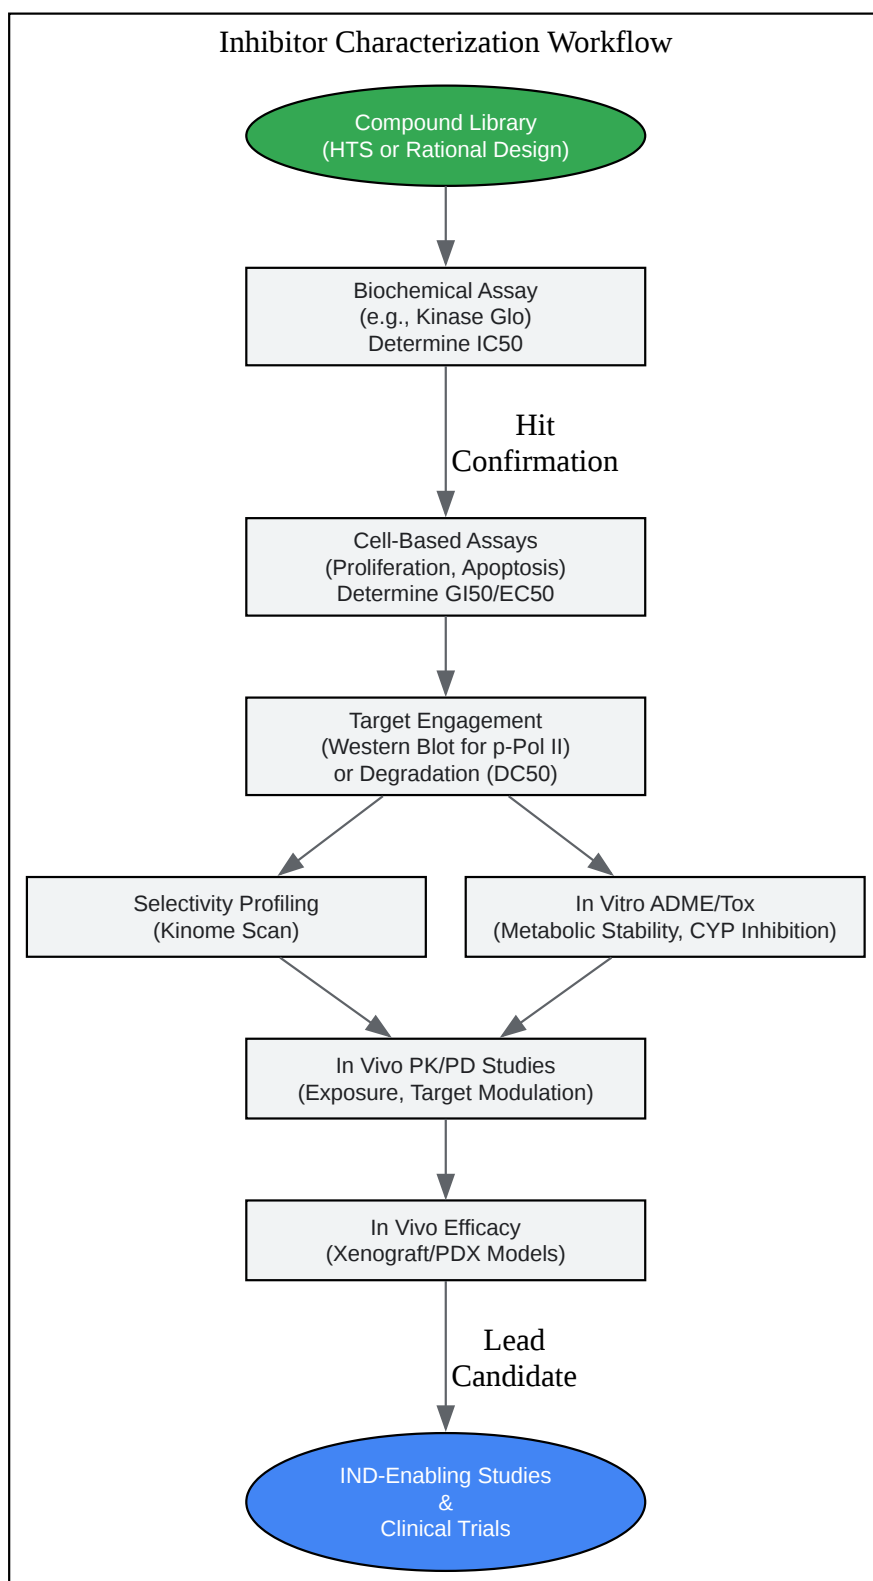 Inhibitor Characterization Workflow
Compound Library
(HTS or Rational Design)
Biochemical Assay
(e.g., Kinase Glo)
Determine IC50
Hit
Confirmation
Cell-Based Assays
(Proliferation, Apoptosis)
Determine GI50/EC50
Target Engagement
(Western Blot for p-Pol II)
or Degradation (DC50)
Selectivity Profiling
(Kinome Scan)
In Vitro ADME/Tox
(Metabolic Stability, CYP Inhibition)
In Vivo PK/PD Studies
(Exposure, Target Modulation)
In Vivo Efficacy
(Xenograft/PDX Models)
Lead
Candidate
IND-Enabling Studies
&
Clinical Trials